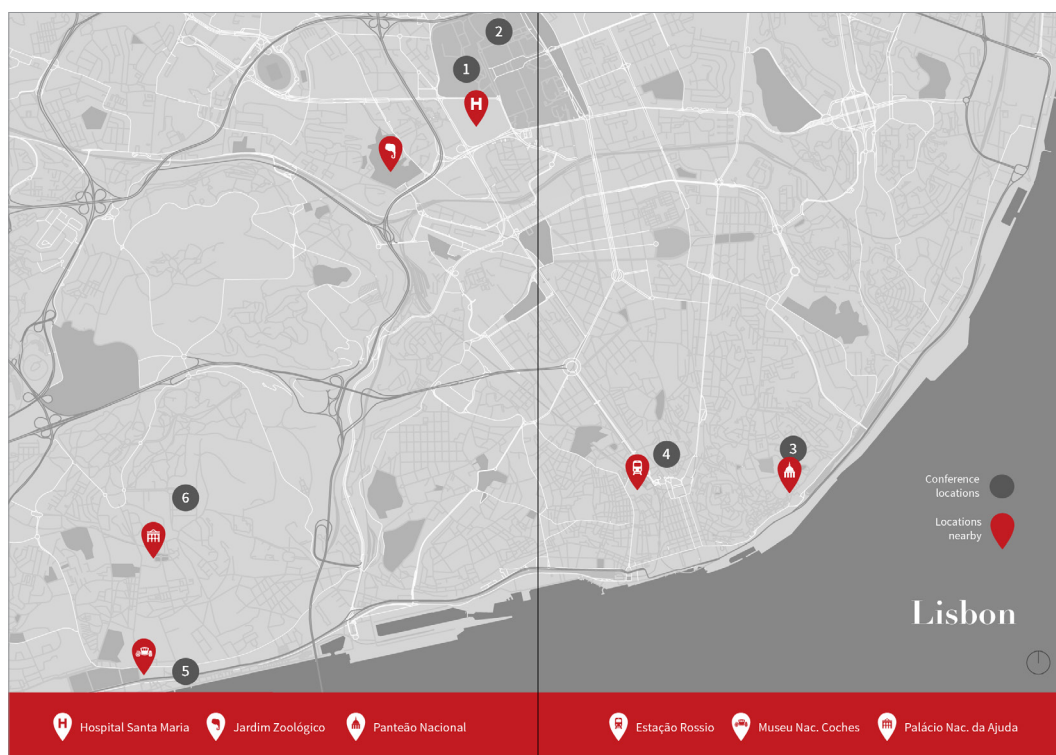 2
1
H
4
3
6
5
Conference
locations
Locations
nearby
Lisbon
H Hospital Santa Maria
Jardim Zoológico
Panteão Nacional
Estação Rossio
Museu Nac. Coches
Palácio Nac. da Ajuda